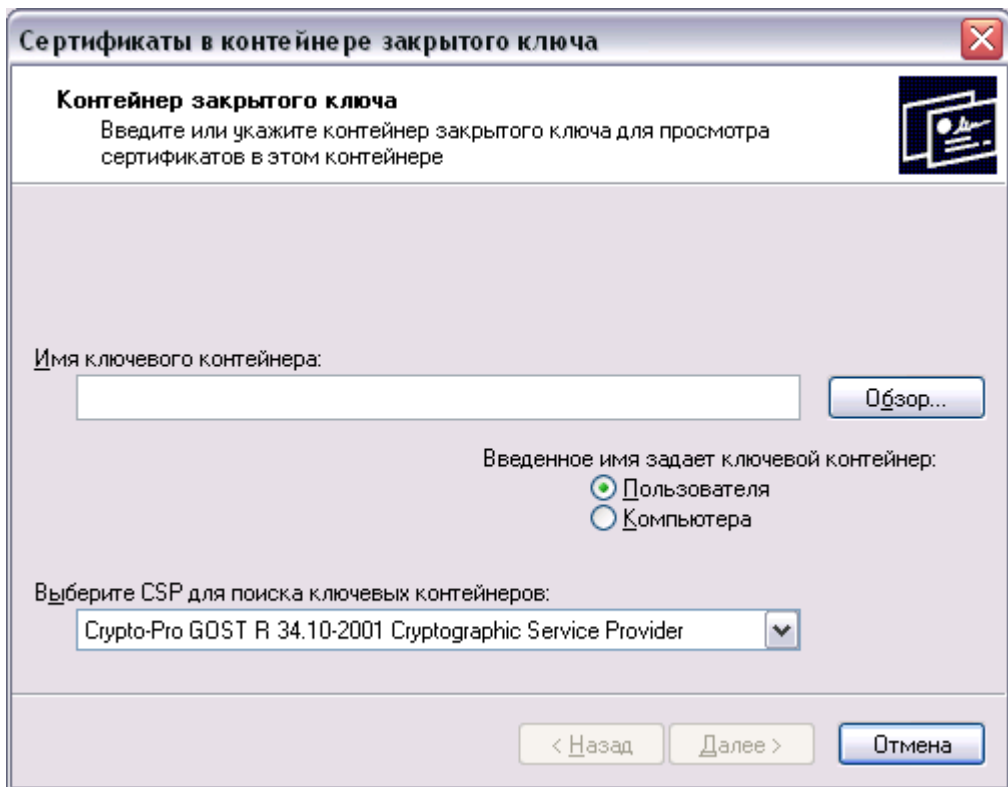 Сертификаты в контейнере закрытого ключа
Контейнер закрытого ключа
Введите или укажите контейнер закрытого ключа для просмотра
сертификатов в этом контейнере
Имя ключевого контейнера:
Обзор...
Введенное имя задает ключевой контейнер:
Пользователя
Компьютера
Выберите CSP для поиска ключевых контейнеров:
Crypto-Pro GOST R 34.10-2001 Cryptographic Service Provider
< Назад
Далее >
Отмена